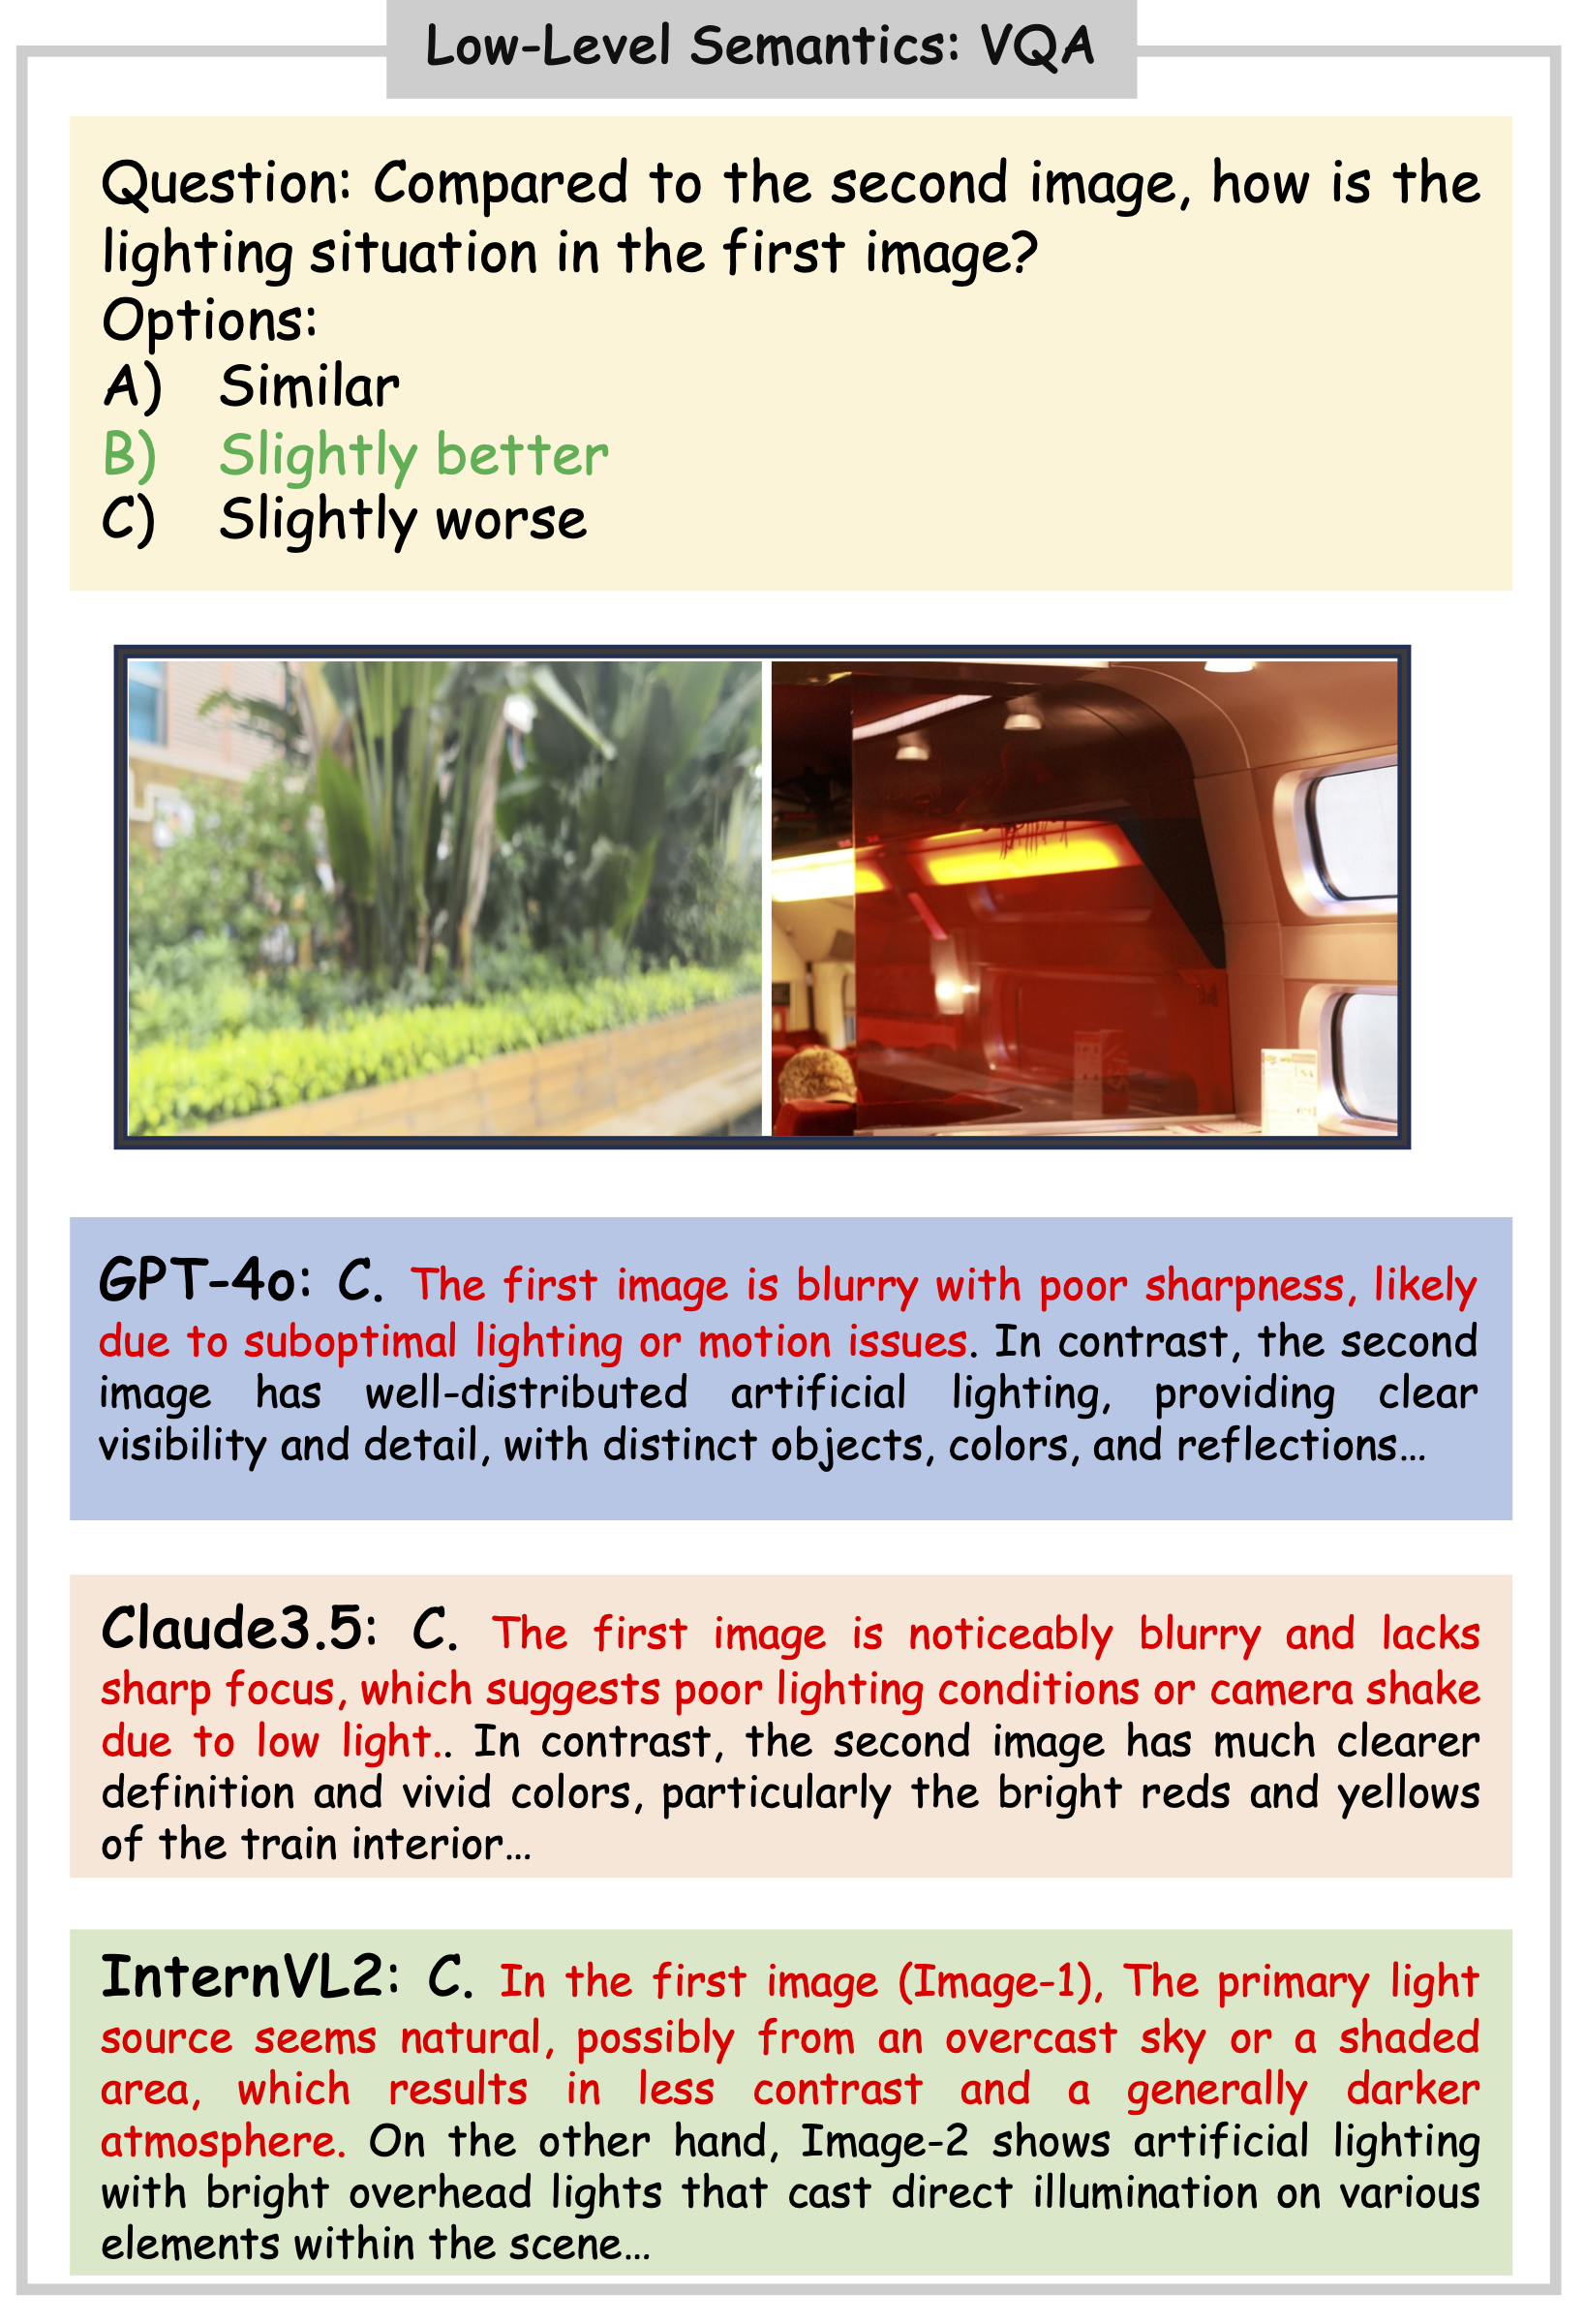 Low-Level Semantics: VQA
Question: Compared to the second image, how is the
lighting situation in the first image?
Options:
A) Similar
B) Slightly better
C) Slightly worse
GPT-4o: C. The first image is blurry with poor sharpness, likely
due to suboptimal lighting or motion issues. In contrast, the second
image has well-distributed artificial lighting, providing clear
visibility and detail, with distinct objects, colors, and reflections...
Claude3.5: C. The first image is noticeably blurry and lacks
sharp focus, which suggests poor lighting conditions or camera shake
due to low light.. In contrast, the second image has much clearer
definition and vivid colors, particularly the bright reds and yellows
of the train interior...
InternVL2: C. In the first image (Image-1), The primary light
source seems natural, possibly from an overcast sky or a shaded
area, which results in less contrast and a generally darker
atmosphere. On the other hand, Image-2 shows artificial lighting
with bright overhead lights that cast direct illumination on various
elements within the scene...